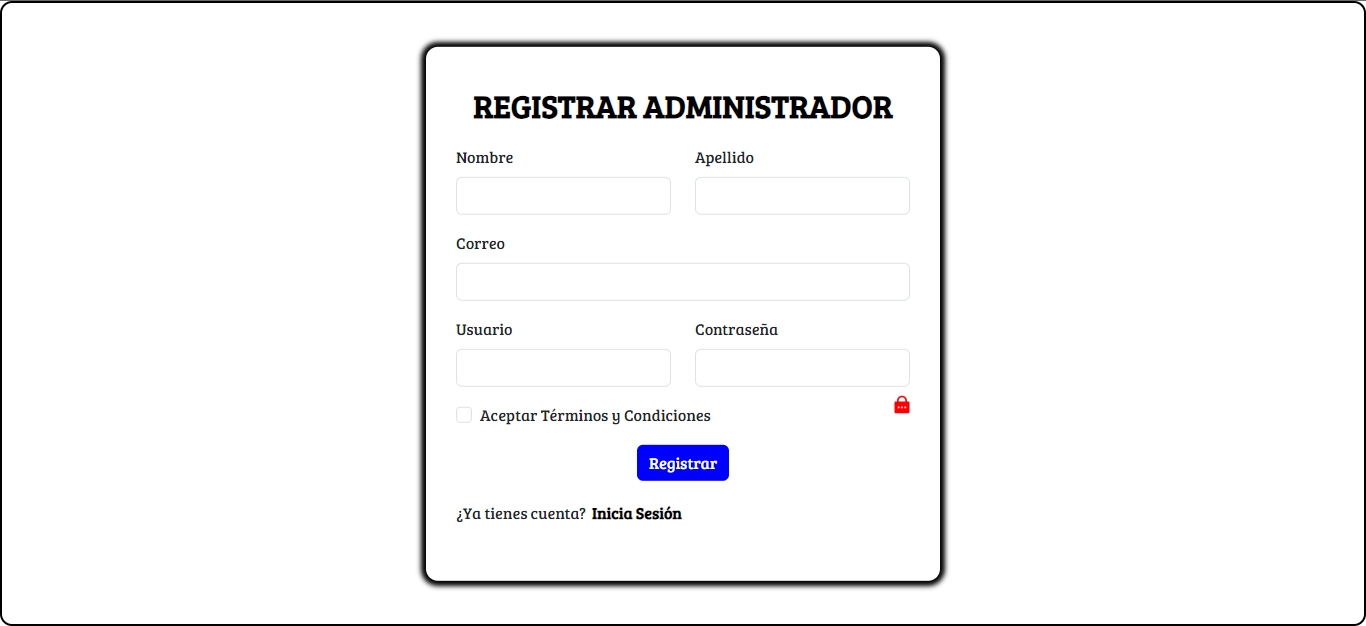 REGISTRAR ADMINISTRADOR
Nombre Apellido
Correo
Usuario Contraseña
Aceptar Términos y Condiciones
Registrar
¿Ya tienes cuenta? Inicia Sesión